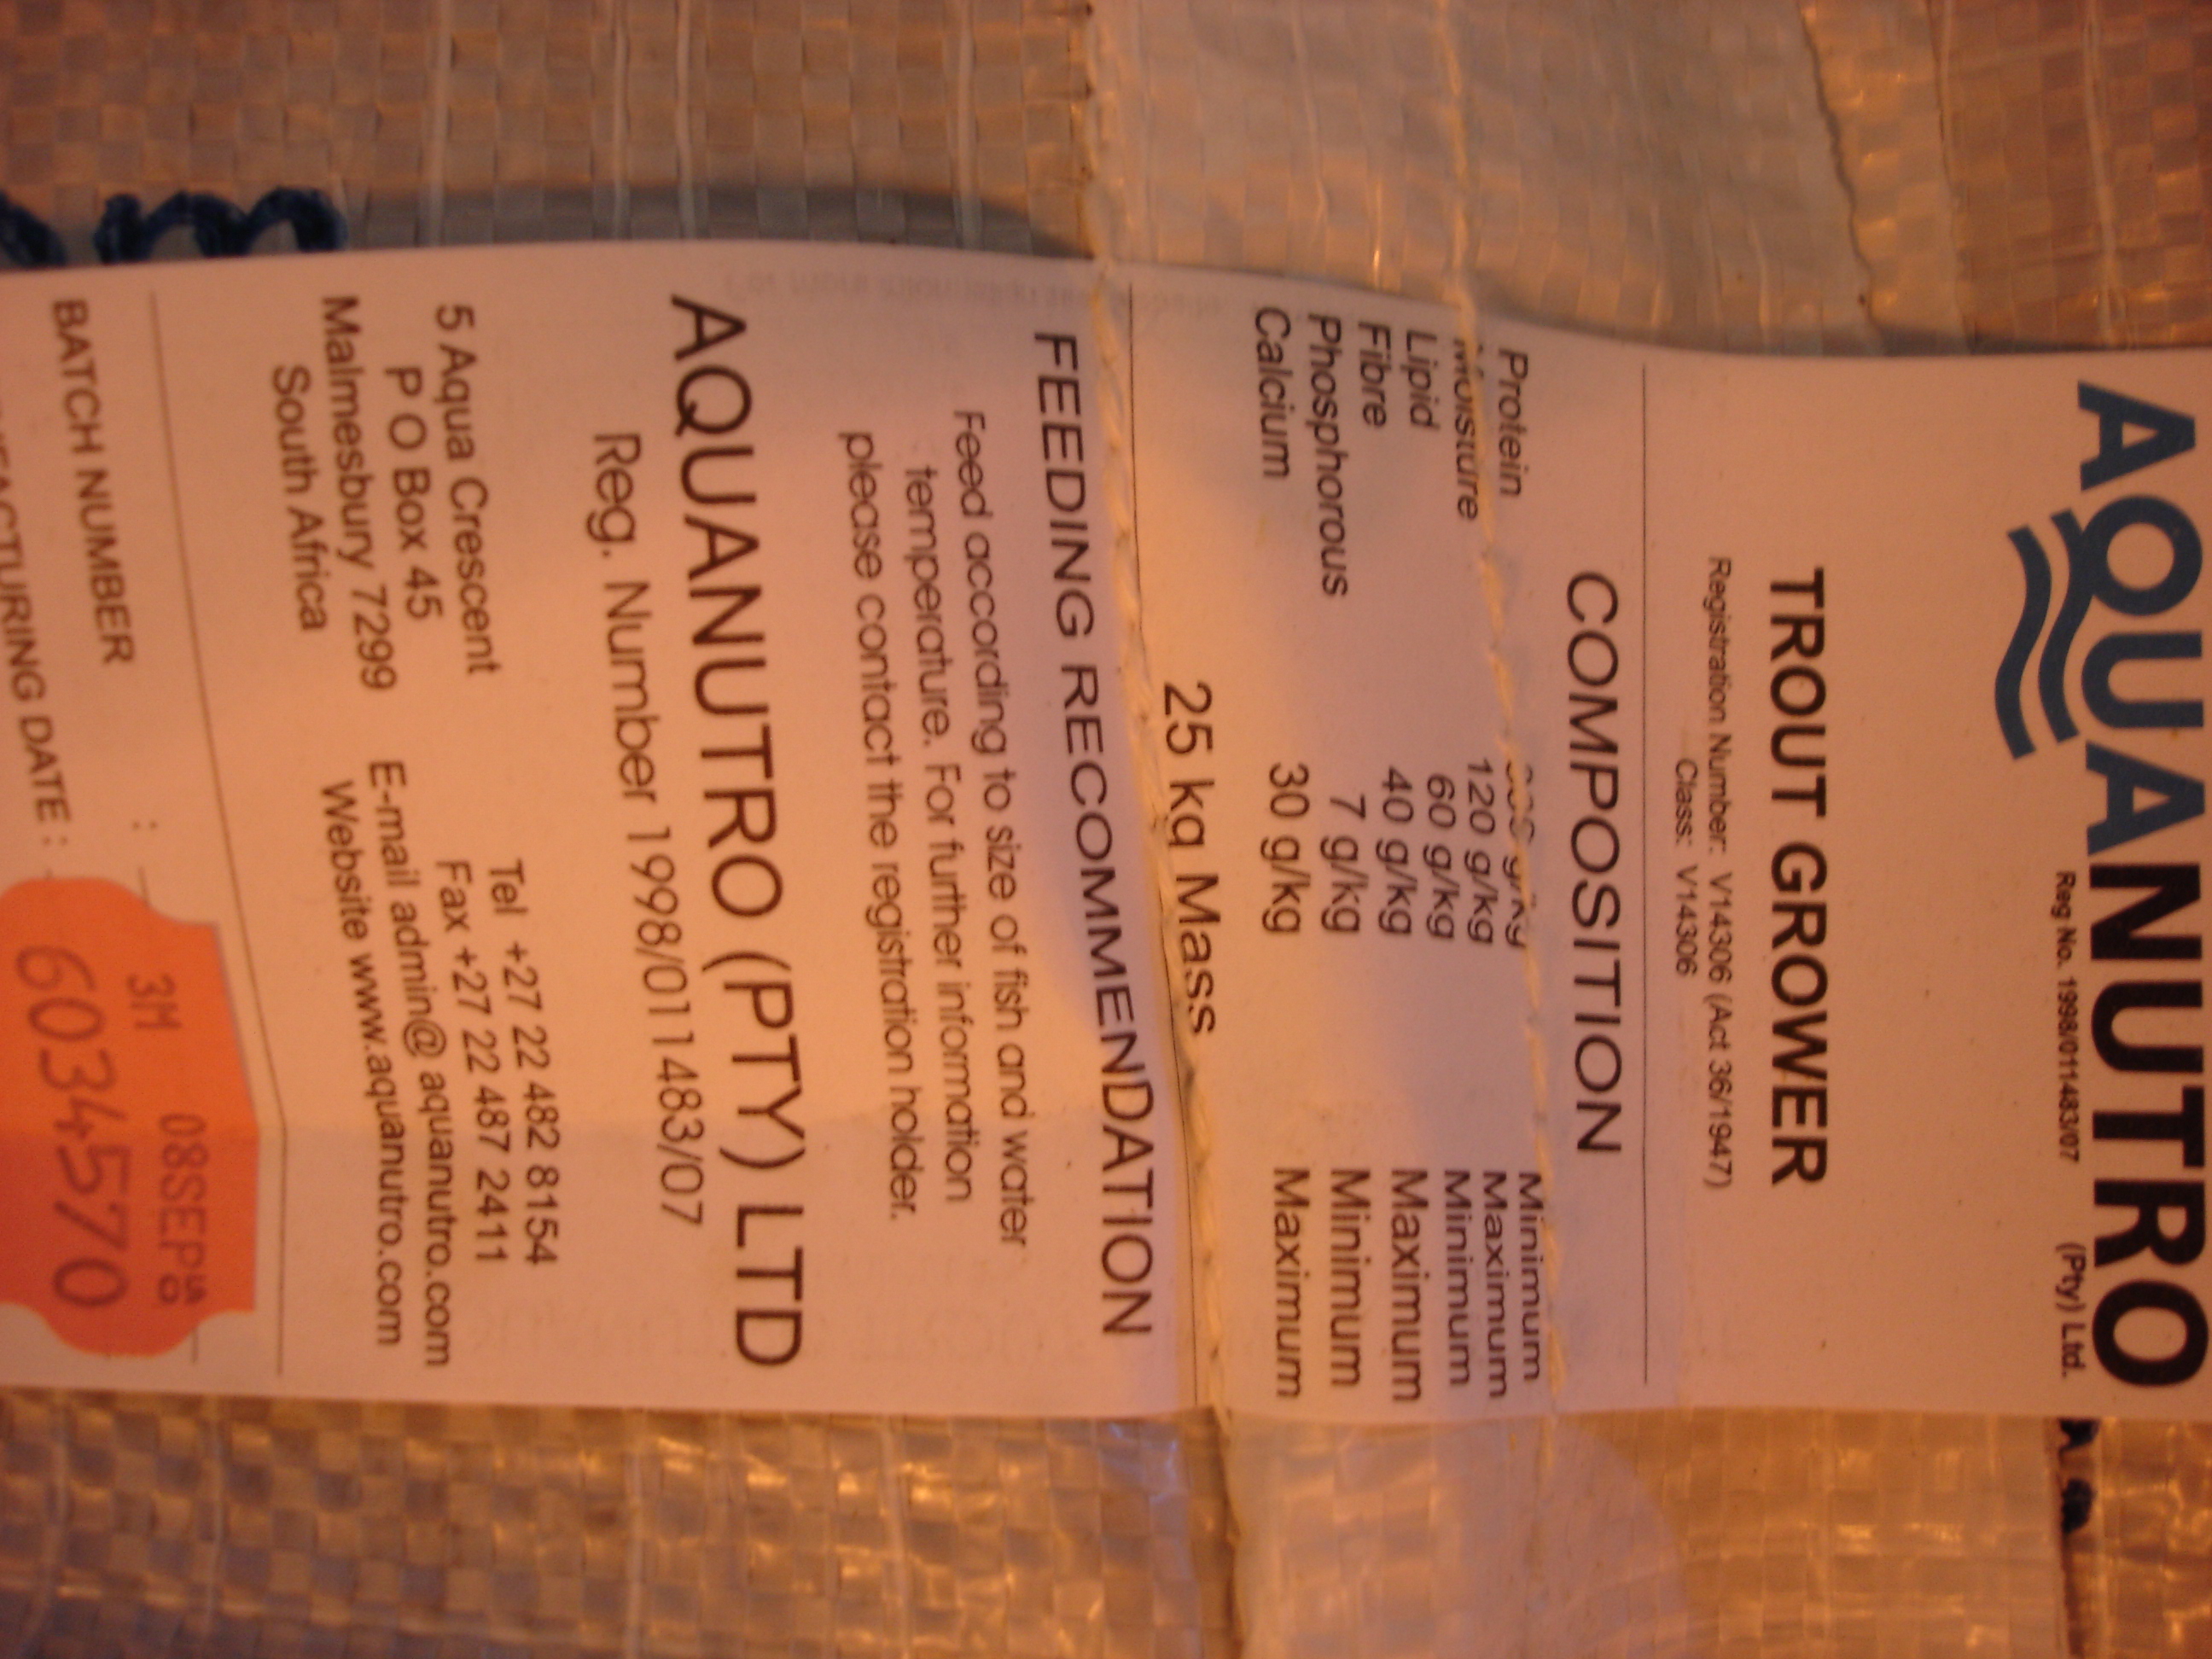 AQUANUTRO
Reg No. 1998/011483/07 (Pty) Ltd.
TROUT GROWER
Registration Number: V14306 (Act 36/1947)
Class: V14306
COMPOSITION
Protein g/kg Minimum
Moisture 120 g/kg Maximum
Lipid 60 g/kg Minimum
Fibre 40 g/kg Maximum
Phosphorous 7 g/kg Minimum
Calcium 30 g/kg Maximum
25 kg Mass
FEEDING RECOMMENDATION
Feed according to size of fish and water
temperature. For further information
please contact the registration holder.
AQUANUTRO (PTY) LTD
Reg. Number 1998/011483/07
5 Aqua Crescent Tel +27 22 482 8154
P O Box 45 Fax +27 22 487 2411
Malmesbury 7299 E-mail admin@ aquanutro.com
South Africa Website www.aquanutro.com
BATCH NUMBER :
DATE :
3M 08SEP
6034570